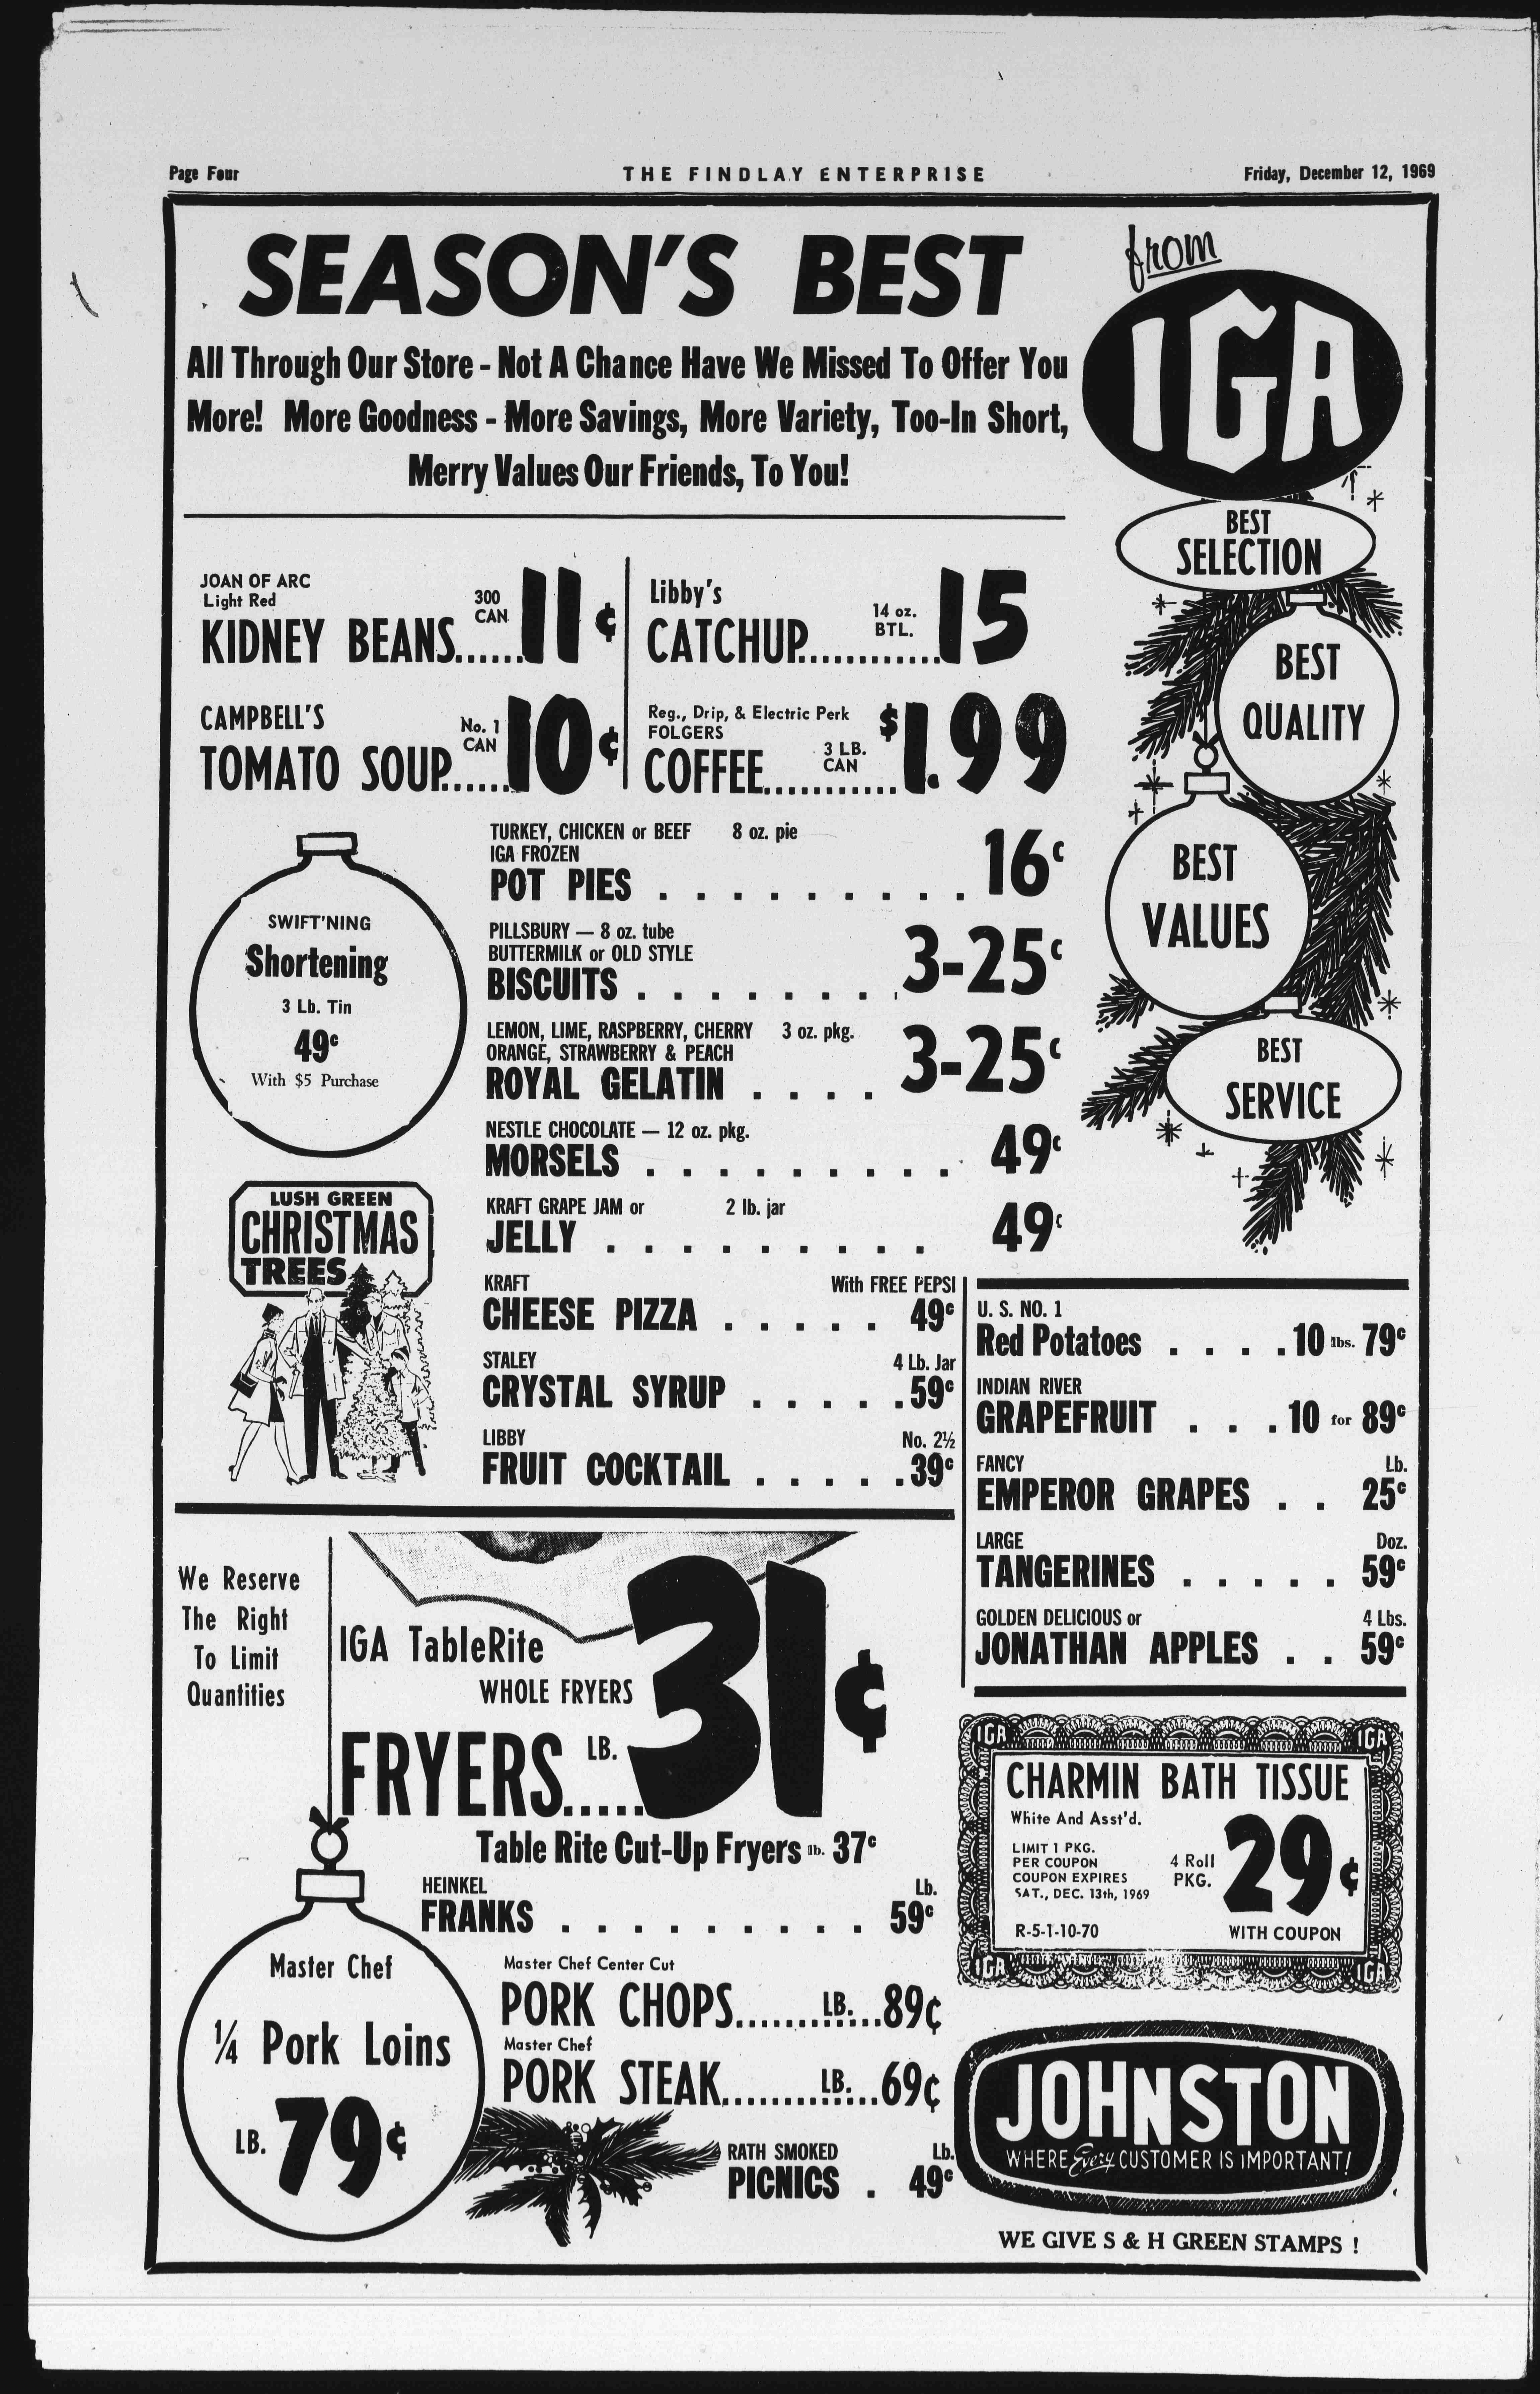 Page Four
THE FINDLAY ENTERPRISE
Friday, December 12, 1969
SEASON'S BEST
from
IGA
All Through Our Store - Not A Chance Have We Missed To Offer You
More! More Goodness - More Savings, More Variety, Too-In Short,
Merry Values Our Friends, To You!
BEST
SELECTION
BEST
QUALITY
BEST
VALUES
BEST
SERVICE
JOAN OF ARC
Light Red
KIDNEY BEANS...... 300 CAN 11¢
Libby's
CATCHUP............. 14 oz. BTL. 15
CAMPBELL'S
TOMATO SOUP...... No. 1 CAN 10¢
Reg., Drip, & Electric Perk
FOLGERS
COFFEE............ 3 LB. CAN $1.99
SWIFT'NING
Shortening
3 Lb. Tin
49¢
With $5 Purchase
TURKEY, CHICKEN or BEEF 8 oz. pie
IGA FROZEN
POT PIES . . . . . . . . . 16¢
PILLSBURY — 8 oz. tube
BUTTERMILK or OLD STYLE
BISCUITS . . . . . . . . 3-25¢
LEMON, LIME, RASPBERRY, CHERRY 3 oz. pkg.
ORANGE, STRAWBERRY & PEACH
ROYAL GELATIN . . . . 3-25¢
NESTLE CHOCOLATE — 12 oz. pkg.
MORSELS . . . . . . . . . 49¢
KRAFT GRAPE JAM or 2 lb. jar
JELLY . . . . . . . . . 49¢
LUSH GREEN
CHRISTMAS
TREES
KRAFT With FREE PEPSI
CHEESE PIZZA . . . . . 49¢
STALEY 4 Lb. Jar
CRYSTAL SYRUP . . . . . 59¢
LIBBY No. 2½
FRUIT COCKTAIL . . . . . 39¢
U. S. NO. 1
Red Potatoes . . . . 10 lbs. 79¢
INDIAN RIVER
GRAPEFRUIT . . . 10 for 89¢
FANCY Lb.
EMPEROR GRAPES . . 25¢
LARGE Doz.
TANGERINES . . . . . 59¢
GOLDEN DELICIOUS or 4 Lbs.
JONATHAN APPLES . . 59¢
We Reserve
The Right
To Limit
Quantities
IGA TableRite
WHOLE FRYERS
FRYERS..... LB. 31¢
Table Rite Cut-Up Fryers lb. 37¢
HEINKEL Lb.
FRANKS . . . . . . . . . 59¢
Master Chef
¼ Pork Loins
LB. 79¢
Master Chef Center Cut
PORK CHOPS........LB....89¢
Master Chef
PORK STEAK.........LB....69¢
RATH SMOKED Lb.
PICNICS . 49¢
IGA IGA
CHARMIN BATH TISSUE
White And Asst'd.
LIMIT 1 PKG.
PER COUPON
COUPON EXPIRES
SAT., DEC. 13th, 1969
4 Roll
PKG.
29¢
R-5-1-10-70
WITH COUPON
IGA IGA
JOHNSTON
WHERE Every CUSTOMER IS IMPORTANT!
WE GIVE S & H GREEN STAMPS !